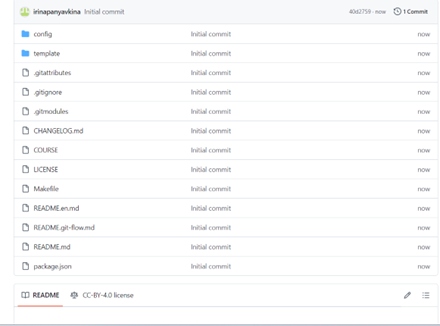 irinapanyavkina Initial commit 40d2759 · now 1 Commit
config Initial commit now
template Initial commit now
.gitattributes Initial commit now
.gitignore Initial commit now
.gitmodules Initial commit now
CHANGELOG.md Initial commit now
COURSE Initial commit now
LICENSE Initial commit now
Makefile Initial commit now
README.en.md Initial commit now
README.git-flow.md Initial commit now
README.md Initial commit now
package.json Initial commit now
README CC-BY-4.0 license